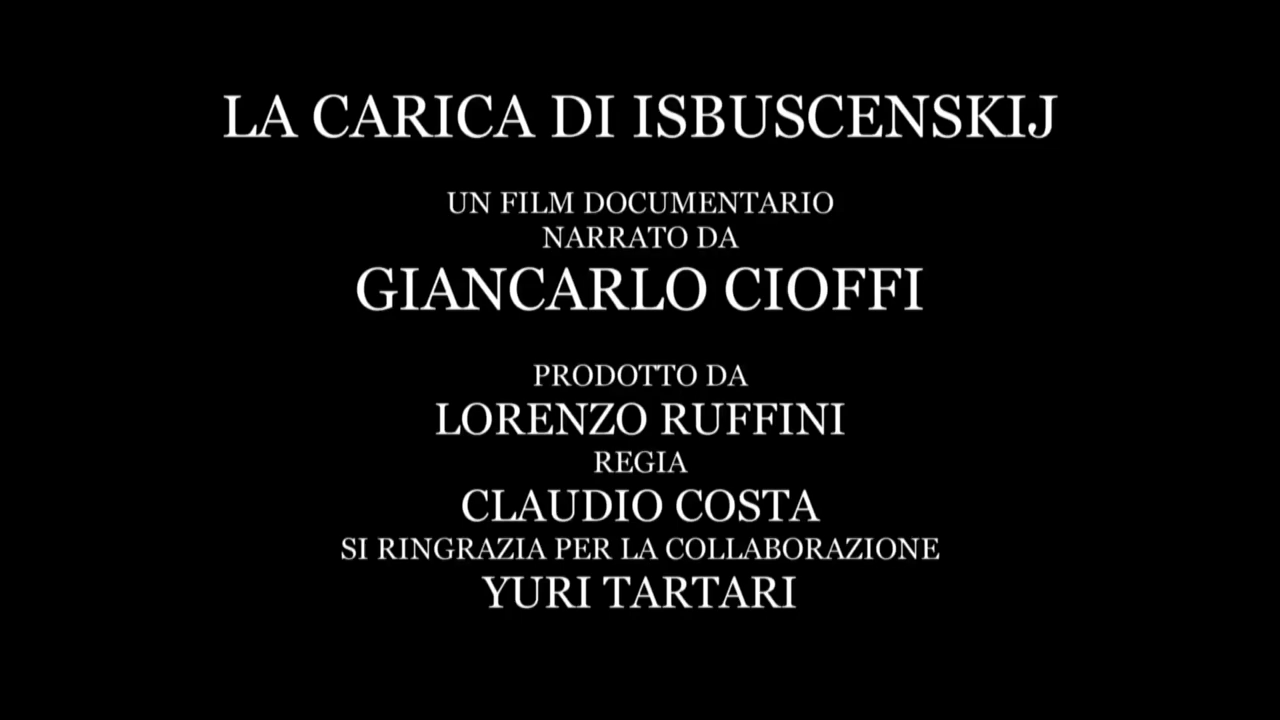 LA CARICA DI ISBUSCENSKIJ
UN FILM DOCUMENTARIO
NARRATO DA
GIANCARLO CIOFFI
PRODOTTO DA
LORENZO RUFFINI
REGIA
CLAUDIO COSTA
SI RINGRAZIA PER LA COLLABORAZIONE
YURI TARTARI